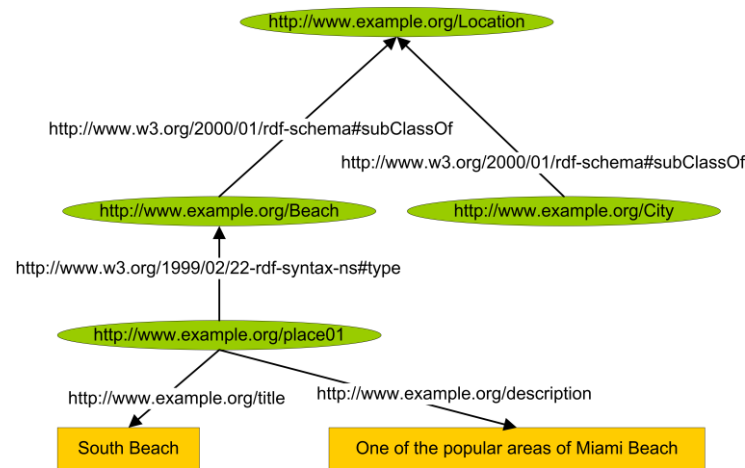 http://www.example.org/Location
http://www.w3.org/2000/01/rdf-schema#subClassOf
http://www.w3.org/2000/01/rdf-schema#subClassOf
http://www.example.org/Beach
http://www.example.org/City
http://www.w3.org/1999/02/22-rdf-syntax-ns#type
http://www.example.org/place01
http://www.example.org/title
http://www.example.org/description
South Beach
One of the popular areas of Miami Beach